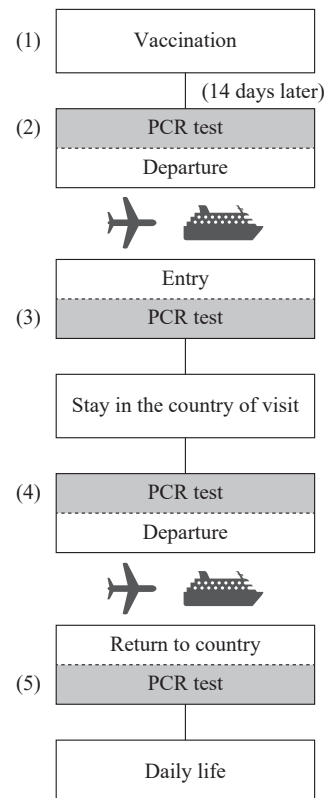 (1) Vaccination
(14 days later)
(2) PCR test
Departure
Entry
(3) PCR test
Stay in the country of visit
(4) PCR test
Departure
Return to country
(5) PCR test
Daily life